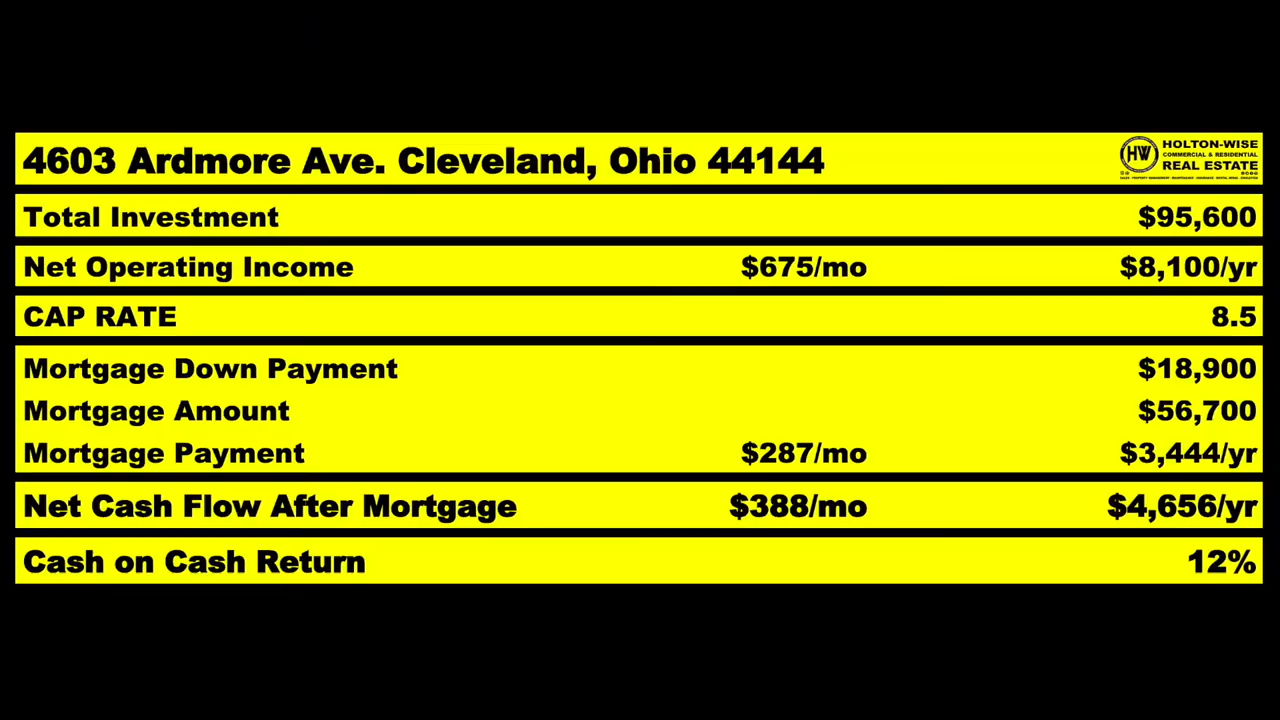 4603 Ardmore Ave. Cleveland, Ohio 44144
HW
HOLTON-WISE
COMMERCIAL & RESIDENTIAL
REAL ESTATE
Total Investment $95,600
Net Operating Income $675/mo $8,100/yr
CAP RATE 8.5
Mortgage Down Payment $18,900
Mortgage Amount $56,700
Mortgage Payment $287/mo $3,444/yr
Net Cash Flow After Mortgage $388/mo $4,656/yr
Cash on Cash Return 12%